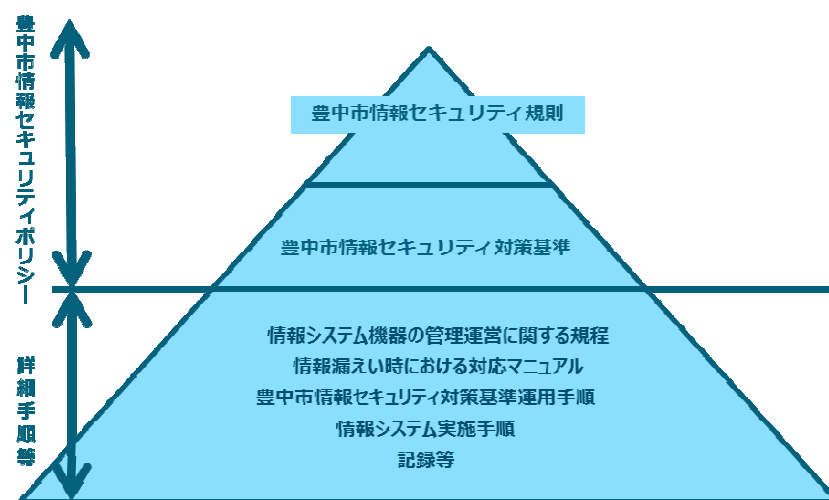 豊中市情報セキュリティポリシー
豊中市情報セキュリティ規則
豊中市情報セキュリティ対策基準
詳細手順等
情報システム機器の管理運営に関する規程
情報漏えい時における対応マニュアル
豊中市情報セキュリティ対策基準運用手順
情報システム実施手順
記録等